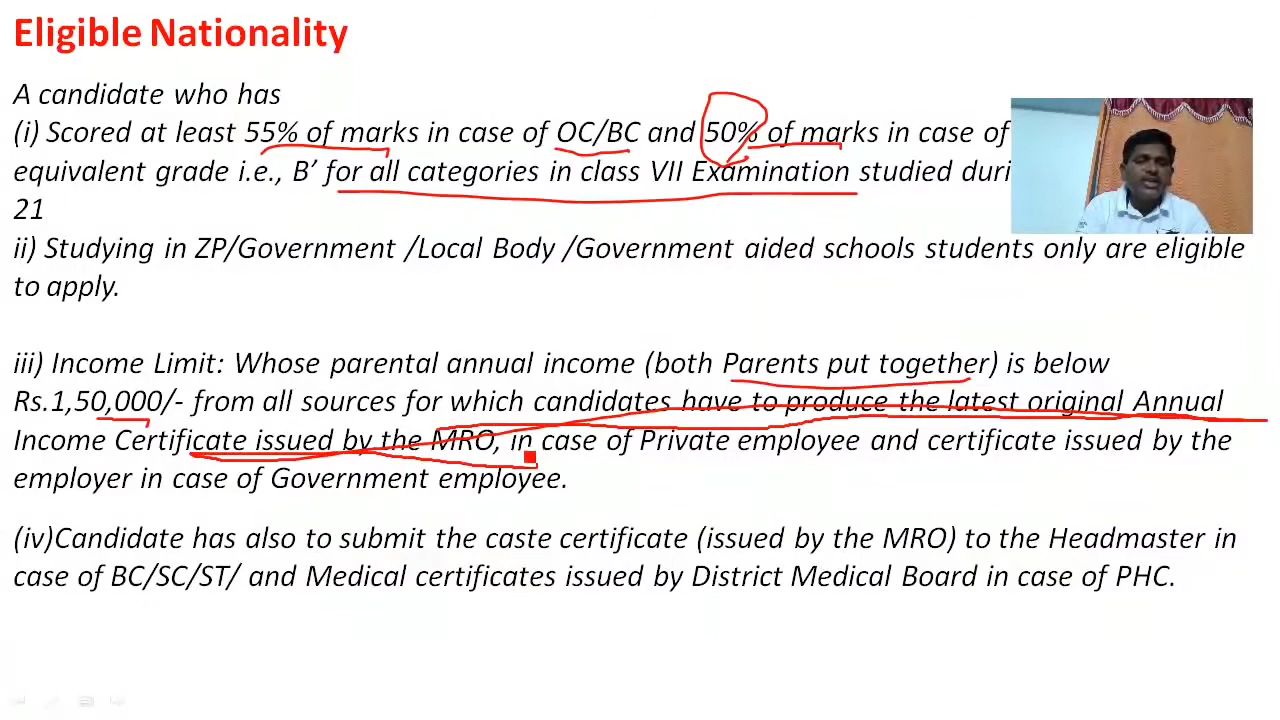 Eligible Nationality
A candidate who has
(i) Scored at least 55% of marks in case of OC/BC and 50% of marks in case of
equivalent grade i.e., B’ for all categories in class VII Examination studied duri
21
ii) Studying in ZP/Government /Local Body /Government aided schools students only are eligible
to apply.
iii) Income Limit: Whose parental annual income (both Parents put together) is below
Rs.1,50,000/- from all sources for which candidates have to produce the latest original Annual
Income Certificate issued by the MRO, in case of Private employee and certificate issued by the
employer in case of Government employee.
(iv)Candidate has also to submit the caste certificate (issued by the MRO) to the Headmaster in
case of BC/SC/ST/ and Medical certificates issued by District Medical Board in case of PHC.